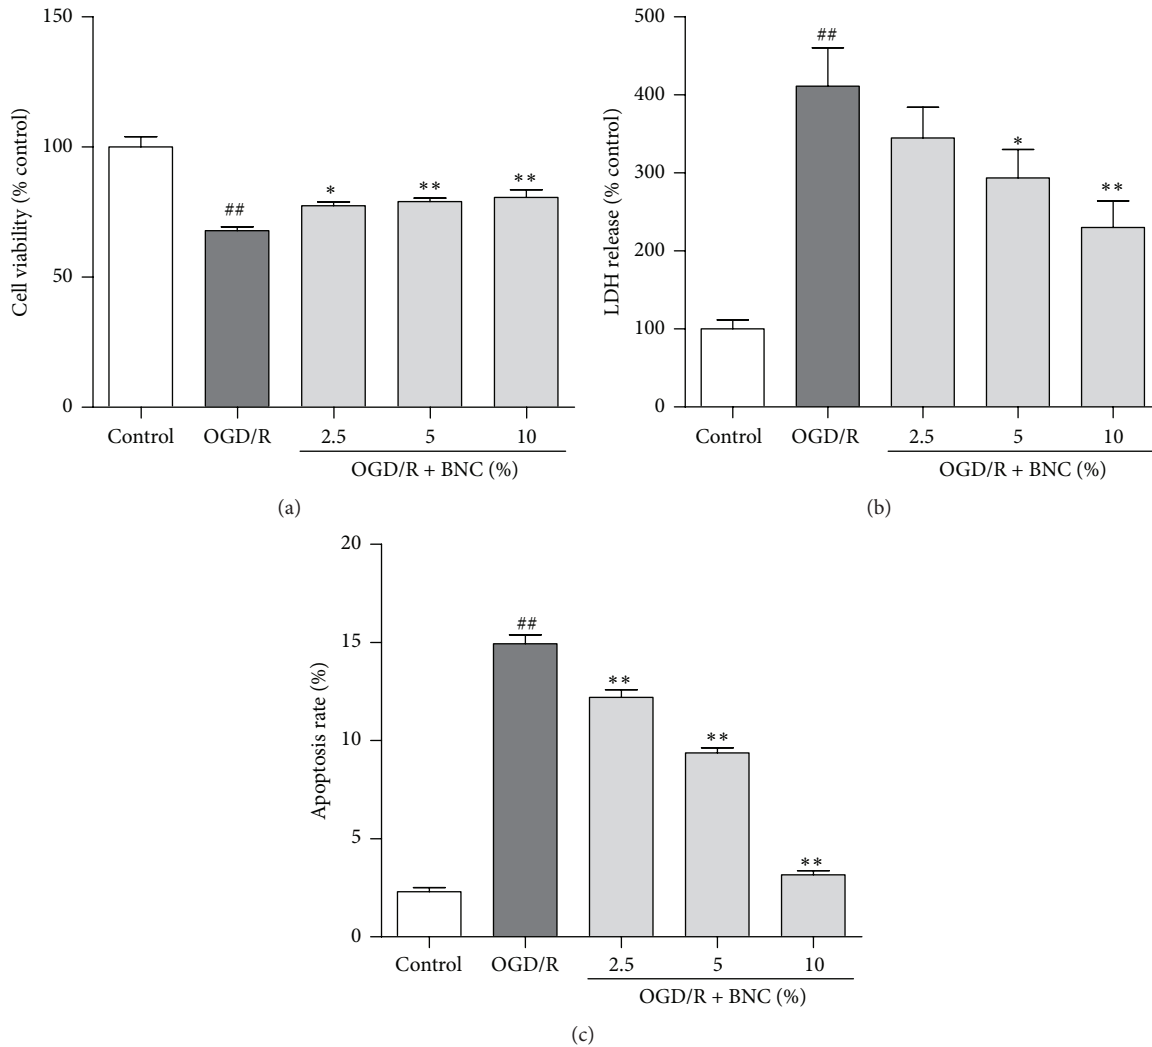 Cell viability (% control)
150
100
50
0
##
*
**
**
Control
OGD/R
2.5
5
10
OGD/R + BNC (%)
(a)
LDH release (% control)
500
400
300
200
100
0
##
*
**
Control
OGD/R
2.5
5
10
OGD/R + BNC (%)
(b)
Apoptosis rate (%)
20
15
10
5
0
##
**
**
**
Control
OGD/R
2.5
5
10
OGD/R + BNC (%)
(c)